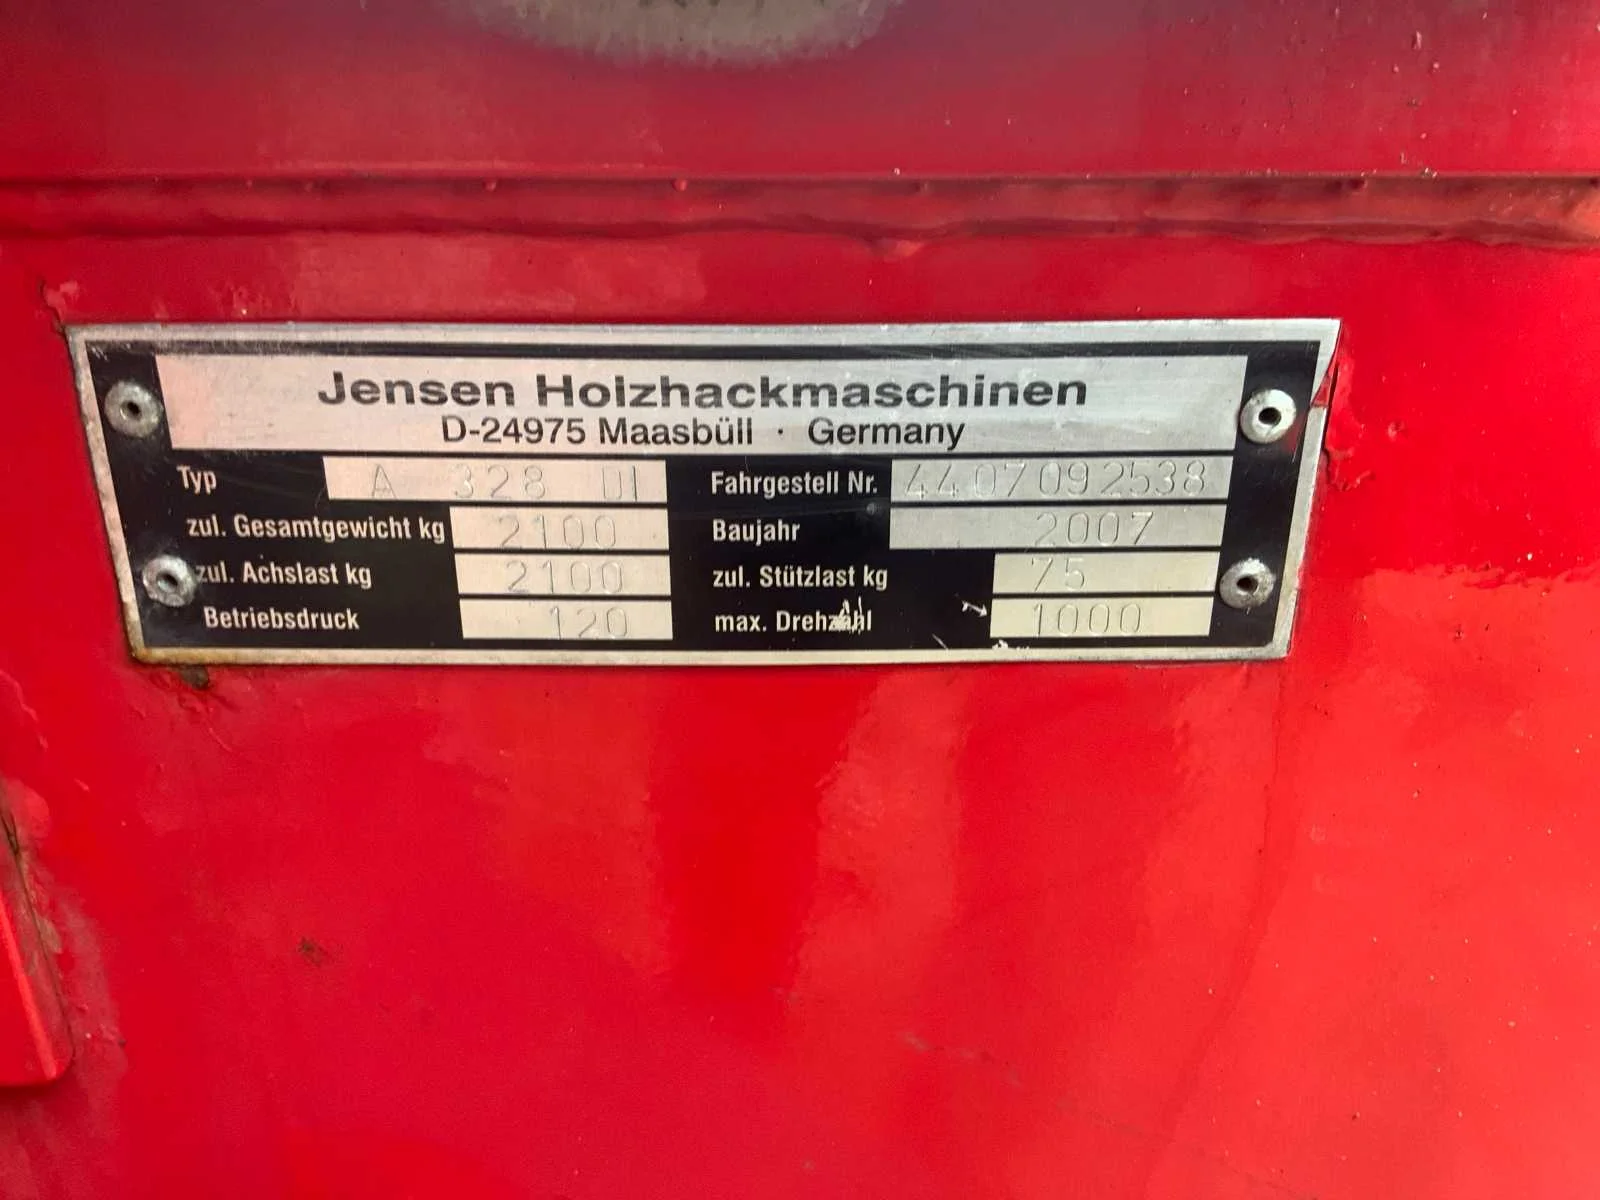 Jensen Holzhackmaschinen
D-24975 Maasbüll · Germany
Typ A 328 DI Fahrgestell Nr. 4407092538
zul. Gesamtgewicht kg 2100 Baujahr 2007
zul. Achslast kg 2100 zul. Stützlast kg 75
Betriebsdruck 120 max. Drehzahl 1000